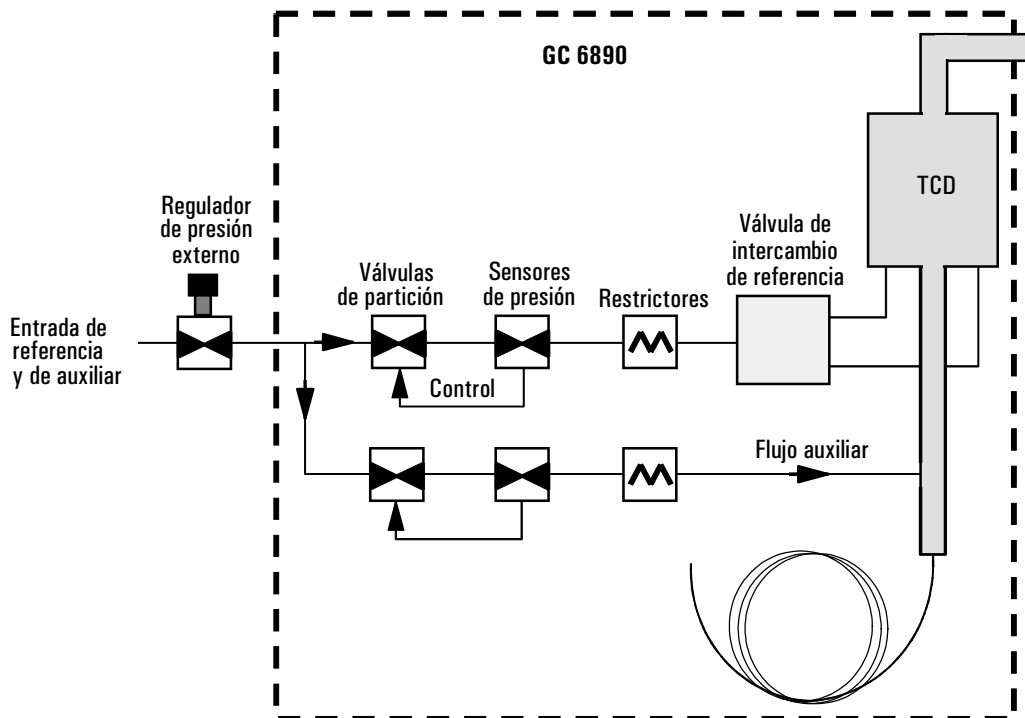 GC 6890
TCD
Regulador
de presión
externo
Válvula de
intercambio
de referencia
Válvulas
de partición
Sensores
de presión
Restrictores
Entrada de
referencia
y de auxiliar
Control
Flujo auxiliar